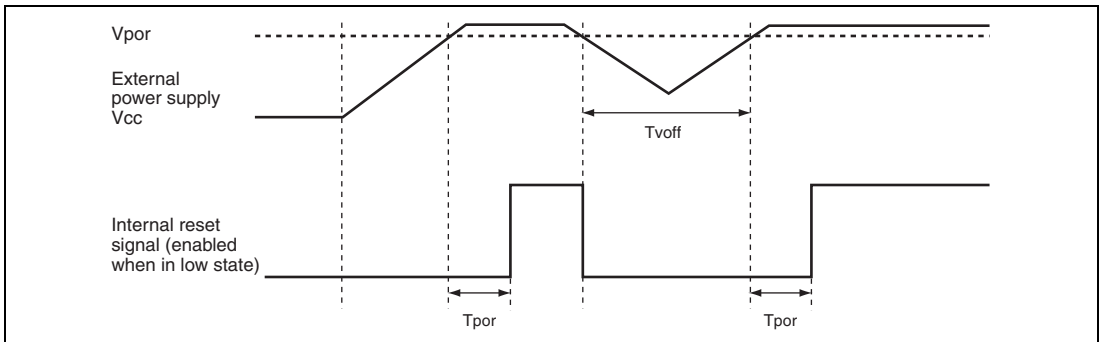 Vpor
External
power supply
Vcc
Tvoff
Internal reset
signal (enabled
when in low state)
Tpor
Tpor